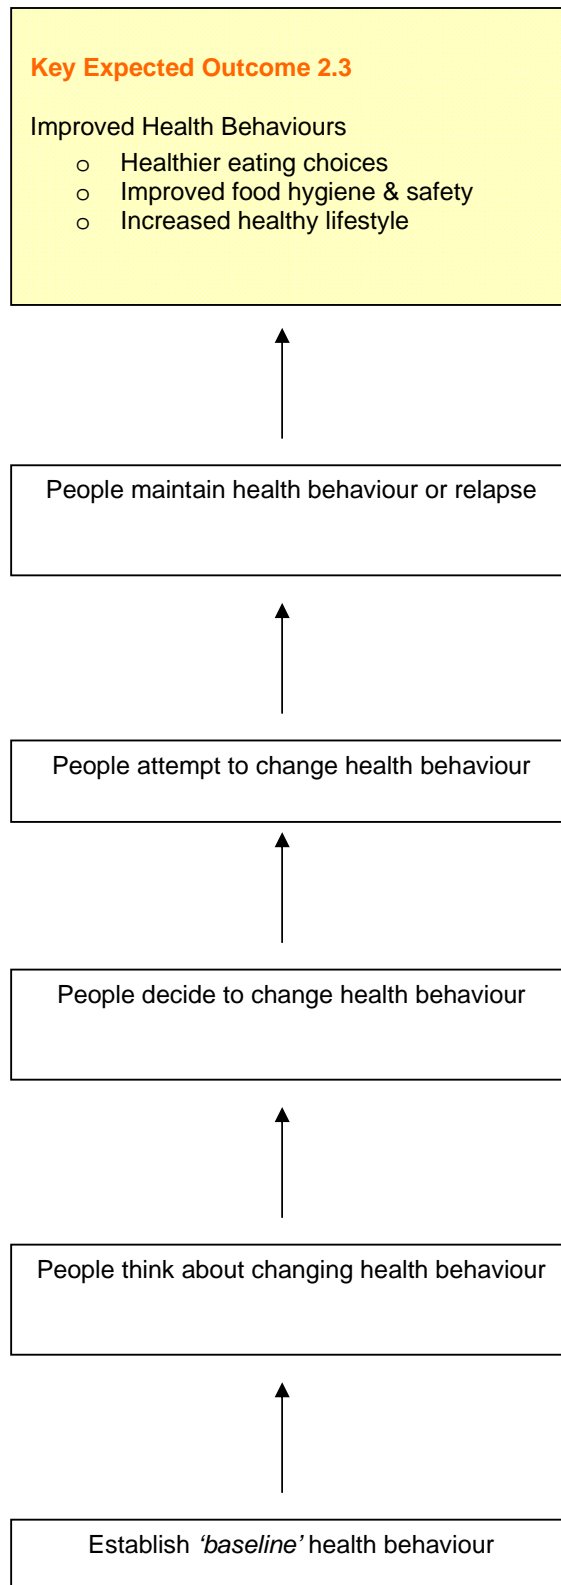 Key Expected Outcome 2.3
Improved Health Behaviours
o Healthier eating choices
o Improved food hygiene & safety
o Increased healthy lifestyle
People maintain health behaviour or relapse
People attempt to change health behaviour
People decide to change health behaviour
People think about changing health behaviour
Establish ‘baseline’ health behaviour